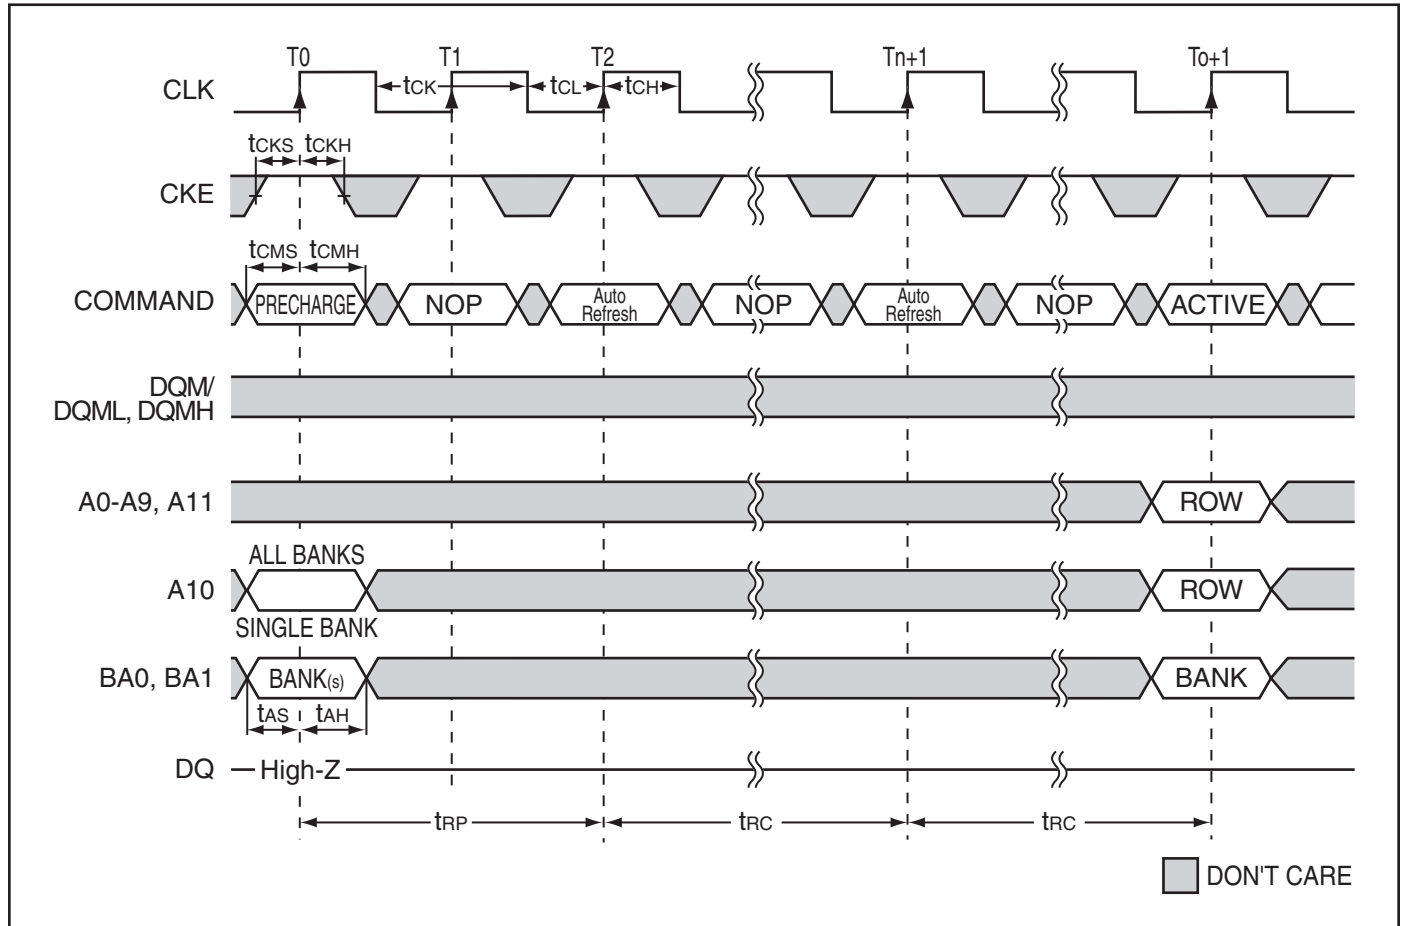 T0 T1 T2 Tn+1 To+1
CLK tCK tCL tCH
tCKS tCKH
CKE
tCMS tCMH
COMMAND PRECHARGE NOP Auto Refresh NOP Auto Refresh NOP ACTIVE
DQM/
DQML, DQMH
A0-A9, A11 ROW
ALL BANKS
A10 ROW
SINGLE BANK
BA0, BA1 BANK(s) BANK
tAS tAH
DQ High-Z
tRP tRC tRC
DON'T CARE